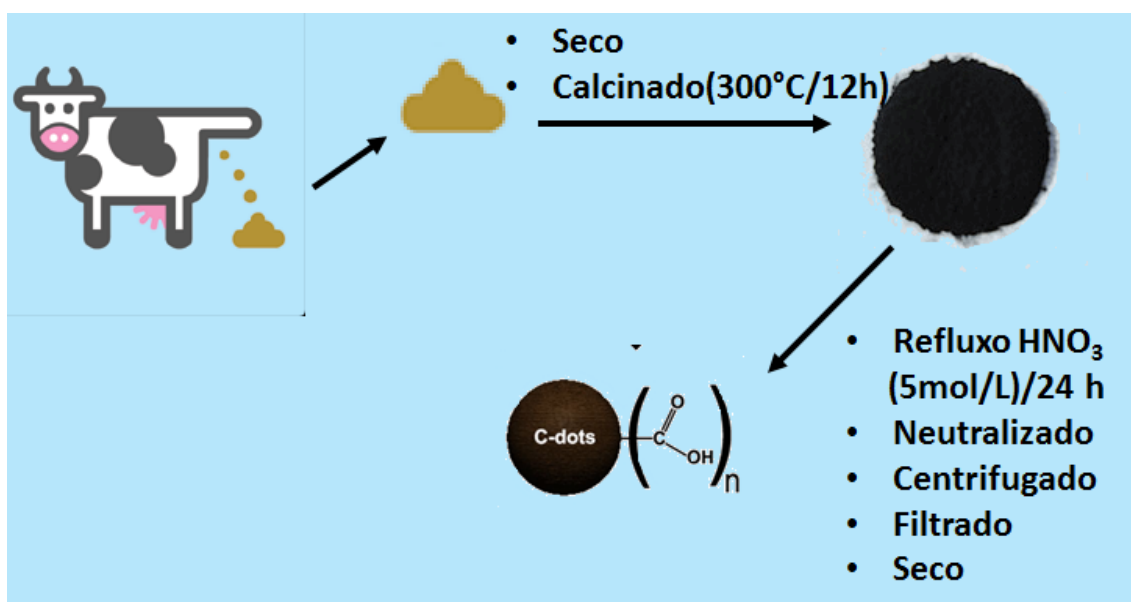 • Seco
• Calcinado(300°C/12h)
• Refluxo HNO₃
(5mol/L)/24 h
• Neutralizado
• Centrifugado
• Filtrado
• Seco
C-dots
C
O
OH
n